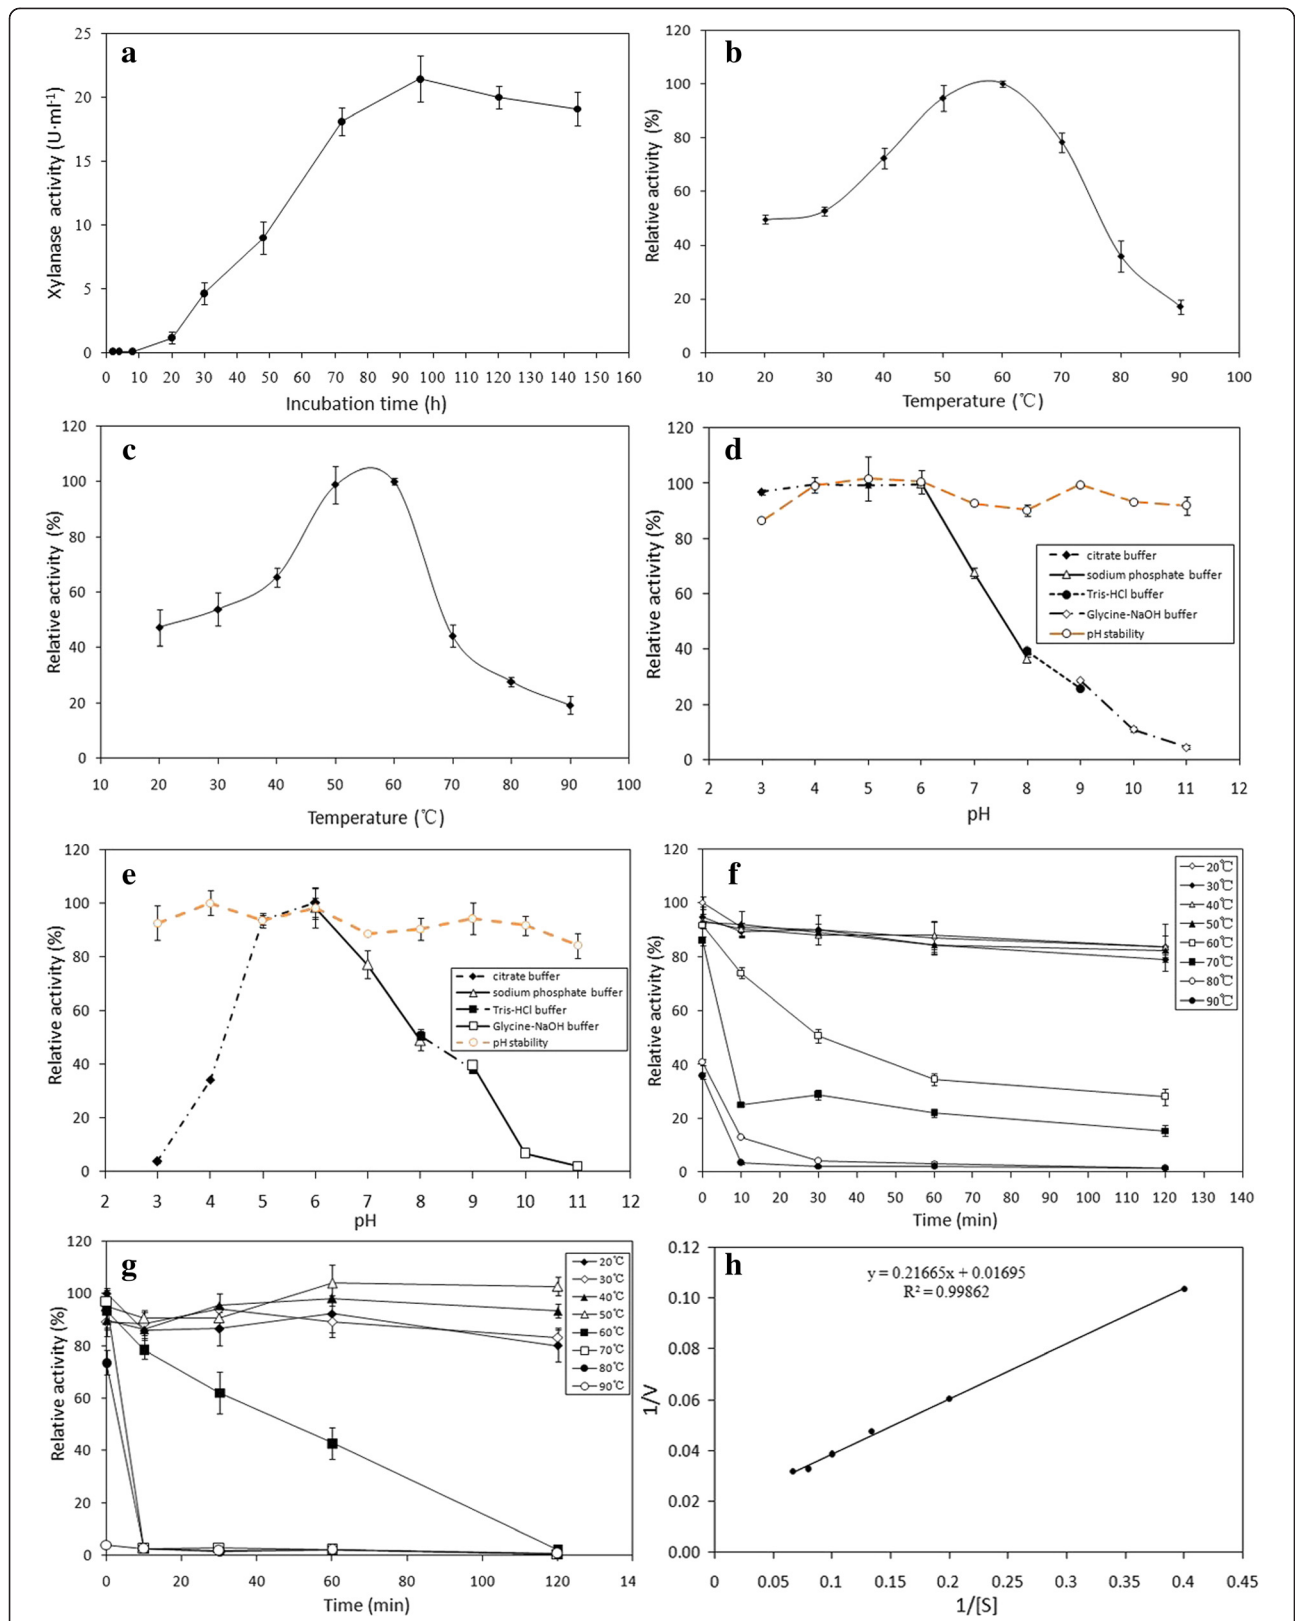 a
25
20
15
10
5
0
Xylanase activity (U·ml-1)
0 10 20 30 40 50 60 70 80 90 100 110 120 130 140 150 160
Incubation time (h)
b
120
100
80
60
40
20
0
Relative activity (%)
10 20 30 40 50 60 70 80 90 100
Temperature (℃)
c
120
100
80
60
40
20
0
Relative activity (%)
10 20 30 40 50 60 70 80 90 100
Temperature (℃)
d
120
100
80
60
40
20
0
Relative activity (%)
citrate buffer
sodium phosphate buffer
Tris-HCl buffer
Glycine-NaOH buffer
pH stability
2 3 4 5 6 7 8 9 10 11 12
pH
e
120
100
80
60
40
20
0
Relative activity (%)
citrate buffer
sodium phosphate buffer
Tris-HCl buffer
Glycine-NaOH buffer
pH stability
2 3 4 5 6 7 8 9 10 11 12
pH
f
120
100
80
60
40
20
0
Relative activity (%)
20℃
30℃
40℃
50℃
60℃
70℃
80℃
90℃
0 10 20 30 40 50 60 70 80 90 100 110 120 130 140
Time (min)
g
120
100
80
60
40
20
0
Relative activity (%)
20℃
30℃
40℃
50℃
60℃
70℃
80℃
90℃
0 20 40 60 80 100 120 14
Time (min)
h
0.12
0.10
0.08
0.06
0.04
0.02
0.00
1/V
y = 0.21665x + 0.01695
R² = 0.99862
0 0.05 0.1 0.15 0.2 0.25 0.3 0.35 0.4 0.45
1/[S]